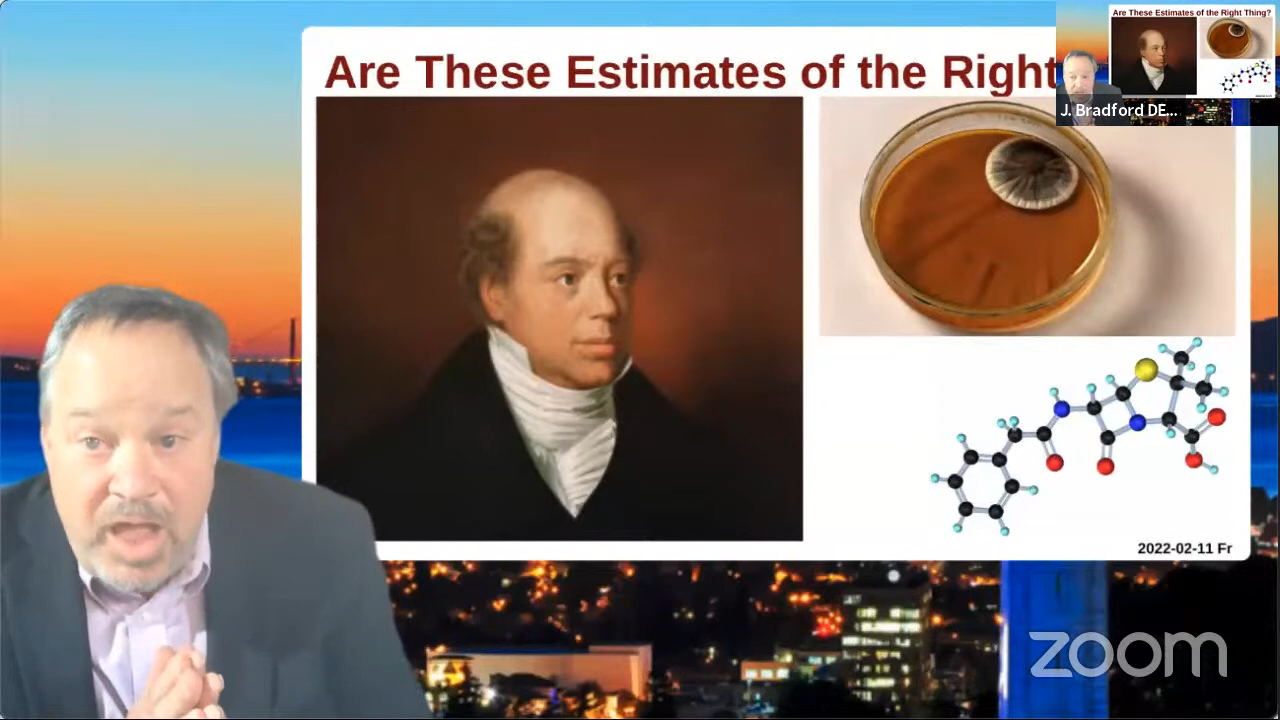 Are These Estimates of the Right
Are These Estimates of the Right Thing?
J. Bradford DE...
2022-02-11 Fr
zoom